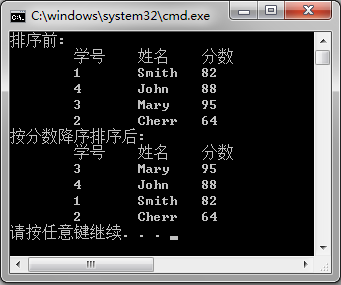 C:\windows\system32\cmd.exe
排序前:
学号 姓名 分数
1 Smith 82
4 John 88
3 Mary 95
2 Cherr 64
按分数降序排序后:
学号 姓名 分数
3 Mary 95
4 John 88
1 Smith 82
2 Cherr 64
请按任意键继续. . .